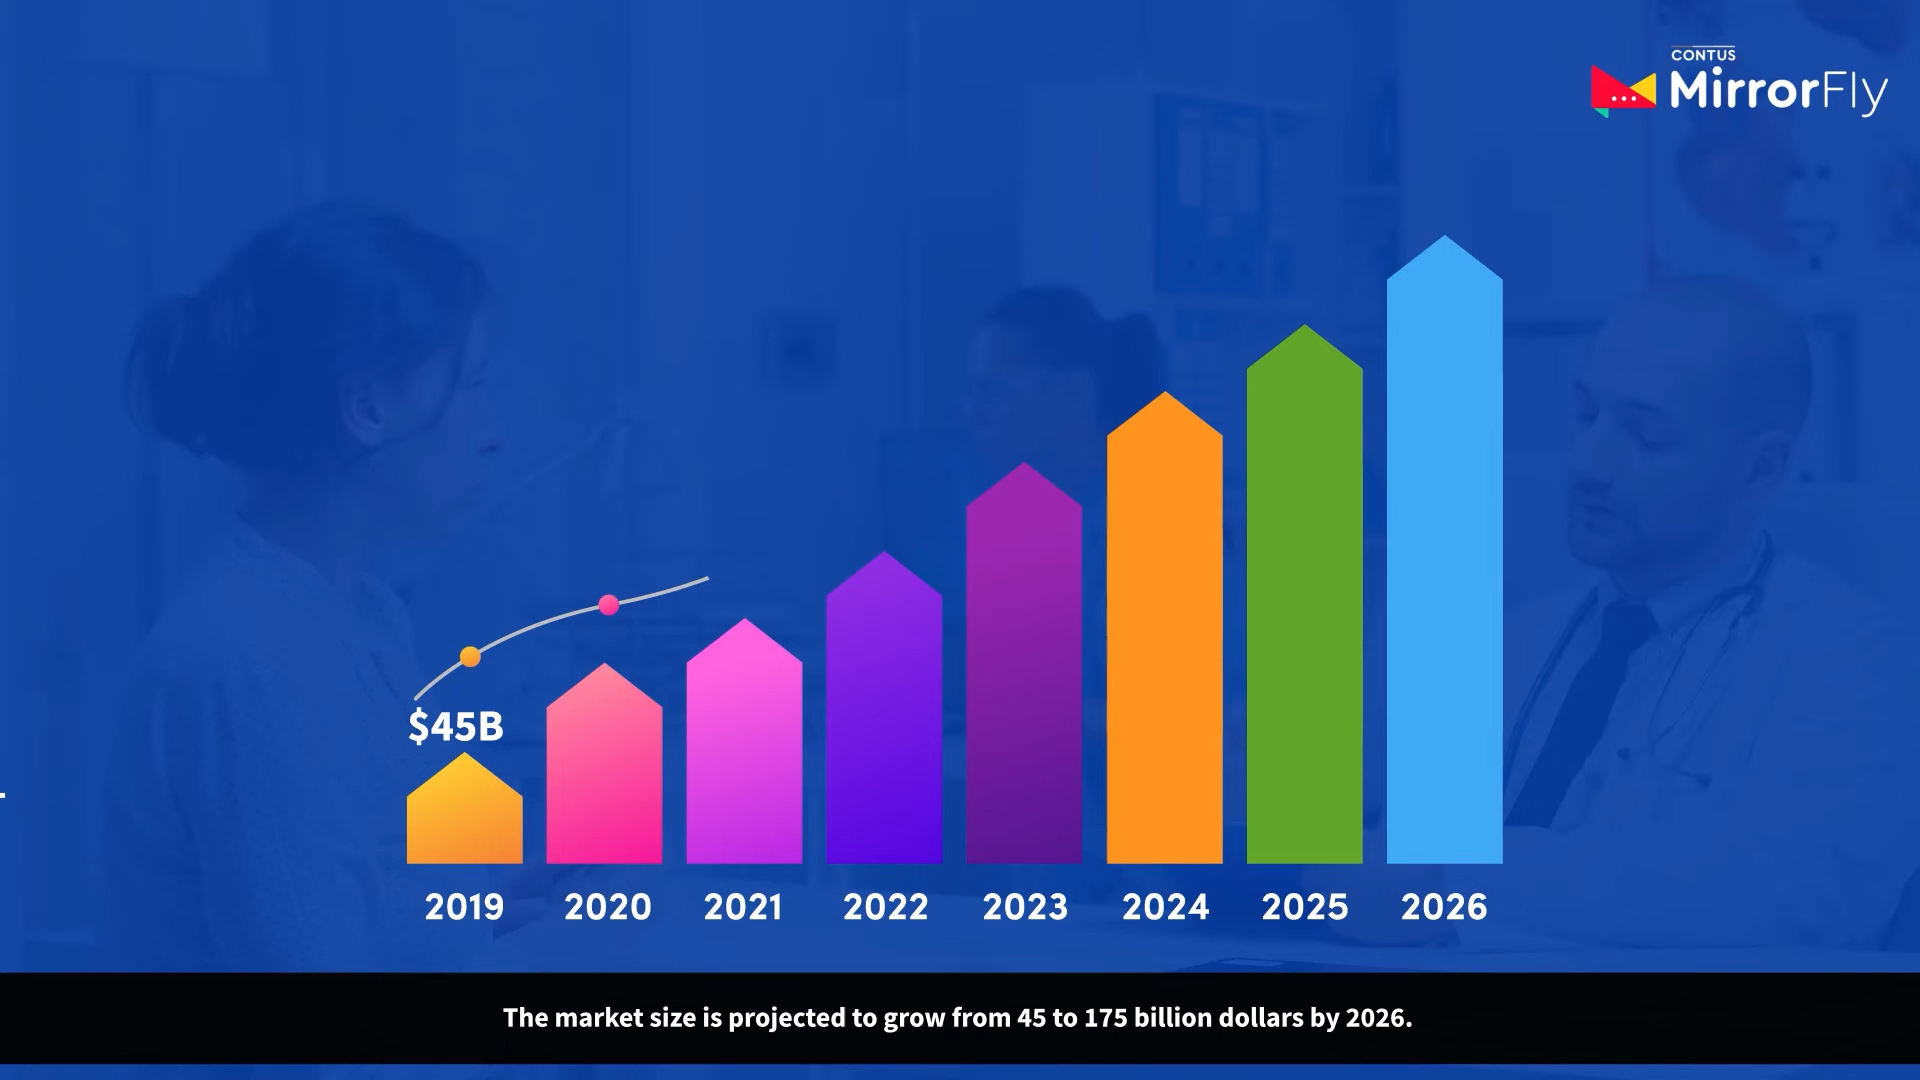 CONTUS
MirrorFly
$45B
2019 2020 2021 2022 2023 2024 2025 2026
The market size is projected to grow from 45 to 175 billion dollars by 2026.